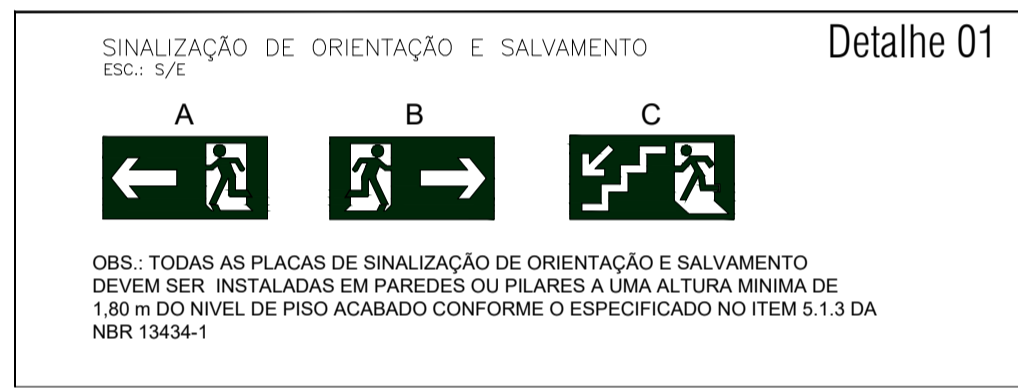 SINALIZAÇÃO DE ORIENTAÇÃO E SALVAMENTO
Detalhe 01
ESC.: S/E
A
B
C
OBS.: TODAS AS PLACAS DE SINALIZAÇÃO DE ORIENTAÇÃO E SALVAMENTO
DEVEM SER INSTALADAS EM PAREDES OU PILARES A UMA ALTURA MINIMA DE
1,80 m DO NIVEL DE PISO ACABADO CONFORME O ESPECIFICADO NO ITEM 5.1.3 DA
NBR 13434-1